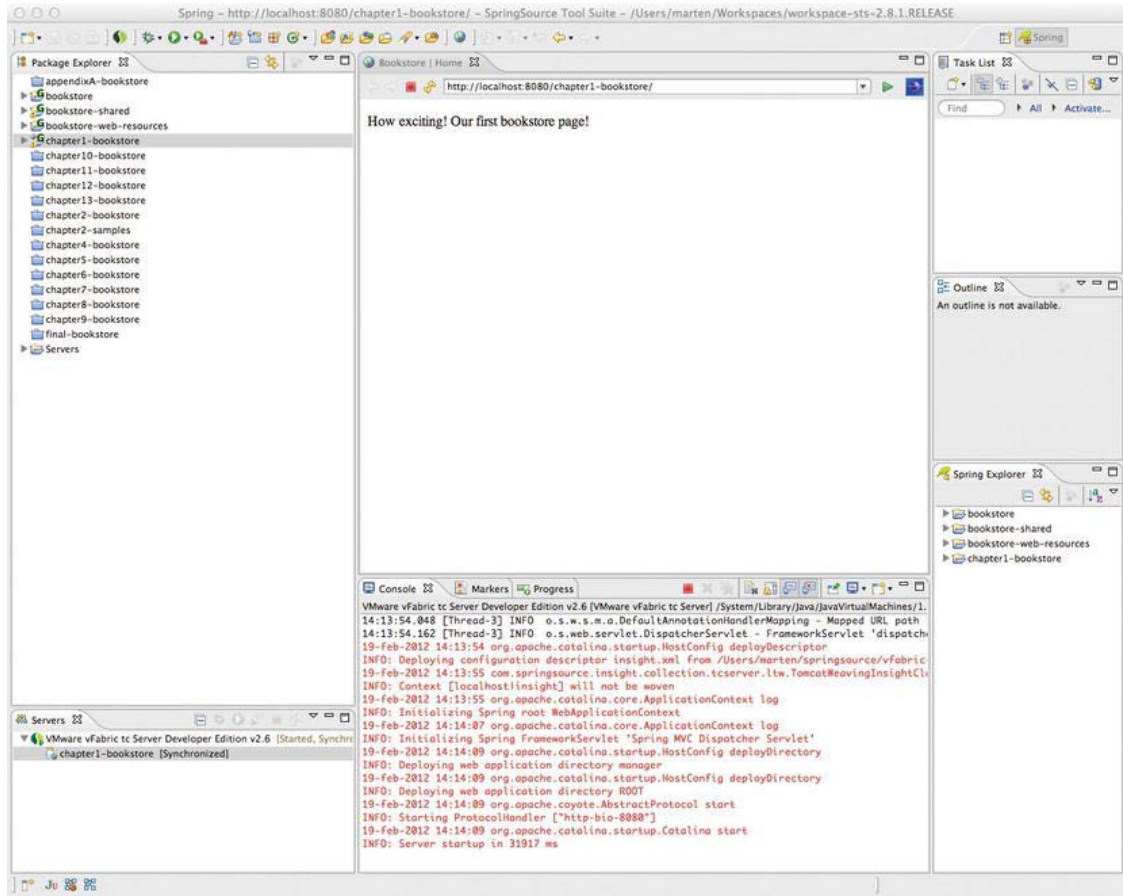 Spring – http://localhost:8080/chapter1-bookstore/ – SpringSource Tool Suite – /Users/marten/Workspaces/workspace-sts-2.8.1.RELEASE
Spring
Package Explorer
appendixA-bookstore
bookstore
bookstore-shared
bookstore-web-resources
chapter1-bookstore
chapter10-bookstore
chapter11-bookstore
chapter12-bookstore
chapter13-bookstore
chapter2-bookstore
chapter2-samples
chapter4-bookstore
chapter5-bookstore
chapter6-bookstore
chapter7-bookstore
chapter8-bookstore
chapter9-bookstore
final-bookstore
Servers
Bookstore | Home
http://localhost:8080/chapter1-bookstore/
How exciting! Our first bookstore page!
Task List
Find All Activate...
Outline
An outline is not available.
Spring Explorer
bookstore
bookstore-shared
bookstore-web-resources
chapter1-bookstore
Servers
VMware vFabric tc Server Developer Edition v2.6 [Started, Synchr
chapter1-bookstore [Synchronized]
Console Markers Progress
VMware vFabric tc Server Developer Edition v2.6 [VMware vFabric tc Server] /System/Library/Java/JavaVirtualMachines/1.
14:13:54.048 [Thread-3] INFO o.s.w.s.m.a.DefaultAnnotationHandlerMapping - Mapped URL path
14:13:54.162 [Thread-3] INFO o.s.web.servlet.DispatcherServlet - FrameworkServlet 'dispatch
19-feb-2012 14:13:54 org.apache.catalina.startup.HostConfig deployDescriptor
INFO: Deploying configuration descriptor insight.xml from /Users/marten/springsource/vfabric-
19-feb-2012 14:13:55 com.springsource.insight.collection.tcserver.ltw.TomcatWeavingInsightCl
INFO: Context [localhost|insight] will not be woven
19-feb-2012 14:13:55 org.apache.catalina.core.ApplicationContext log
INFO: Initializing Spring root WebApplicationContext
19-feb-2012 14:14:07 org.apache.catalina.core.ApplicationContext log
INFO: Initializing Spring FrameworkServlet 'Spring MVC Dispatcher Servlet'
19-feb-2012 14:14:09 org.apache.catalina.startup.HostConfig deployDirectory
INFO: Deploying web application directory manager
19-feb-2012 14:14:09 org.apache.catalina.startup.HostConfig deployDirectory
INFO: Deploying web application directory ROOT
19-feb-2012 14:14:09 org.apache.coyote.AbstractProtocol start
INFO: Starting ProtocolHandler ["http-bio-8080"]
19-feb-2012 14:14:09 org.apache.catalina.startup.Catalina start
INFO: Server startup in 31917 ms
Ju